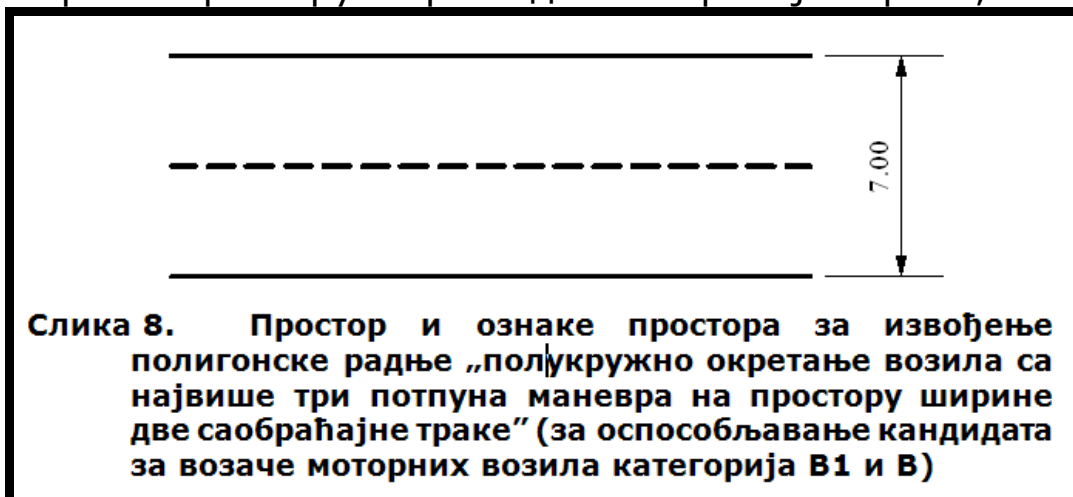 7.00
Слика 8. Простор и ознаке простора за извођење
полигонске радње „полукружно окретање возила са
највише три потпуна маневра на простору ширине
две саобраћајне траке” (за оспособљавање кандидата
за возаче моторних возила категорија B1 и B)